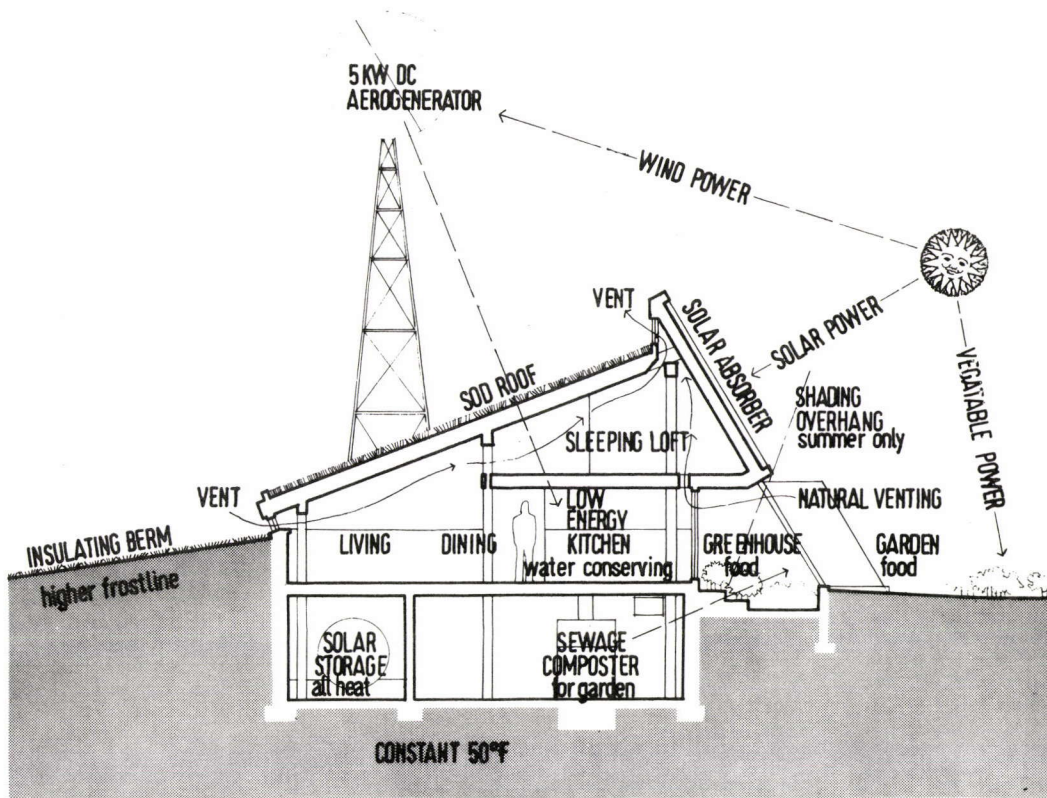 5 KW DC
AEROGENERATOR
WIND POWER
VENT
SOLAR ABSORBER
SOLAR POWER
VEGATABLE POWER
SOD ROOF
SHADING
OVERHANG
summer only
SLEEPING LOFT
VENT
NATURAL VENTING
LOW
ENERGY
KITCHEN
water conserving
LIVING
DINING
GREENHOUSE
food
GARDEN
food
INSULATING BERM
higher frostline
SOLAR
STORAGE
all heat
SEWAGE
COMPOSTER
for garden
CONSTANT 50°F